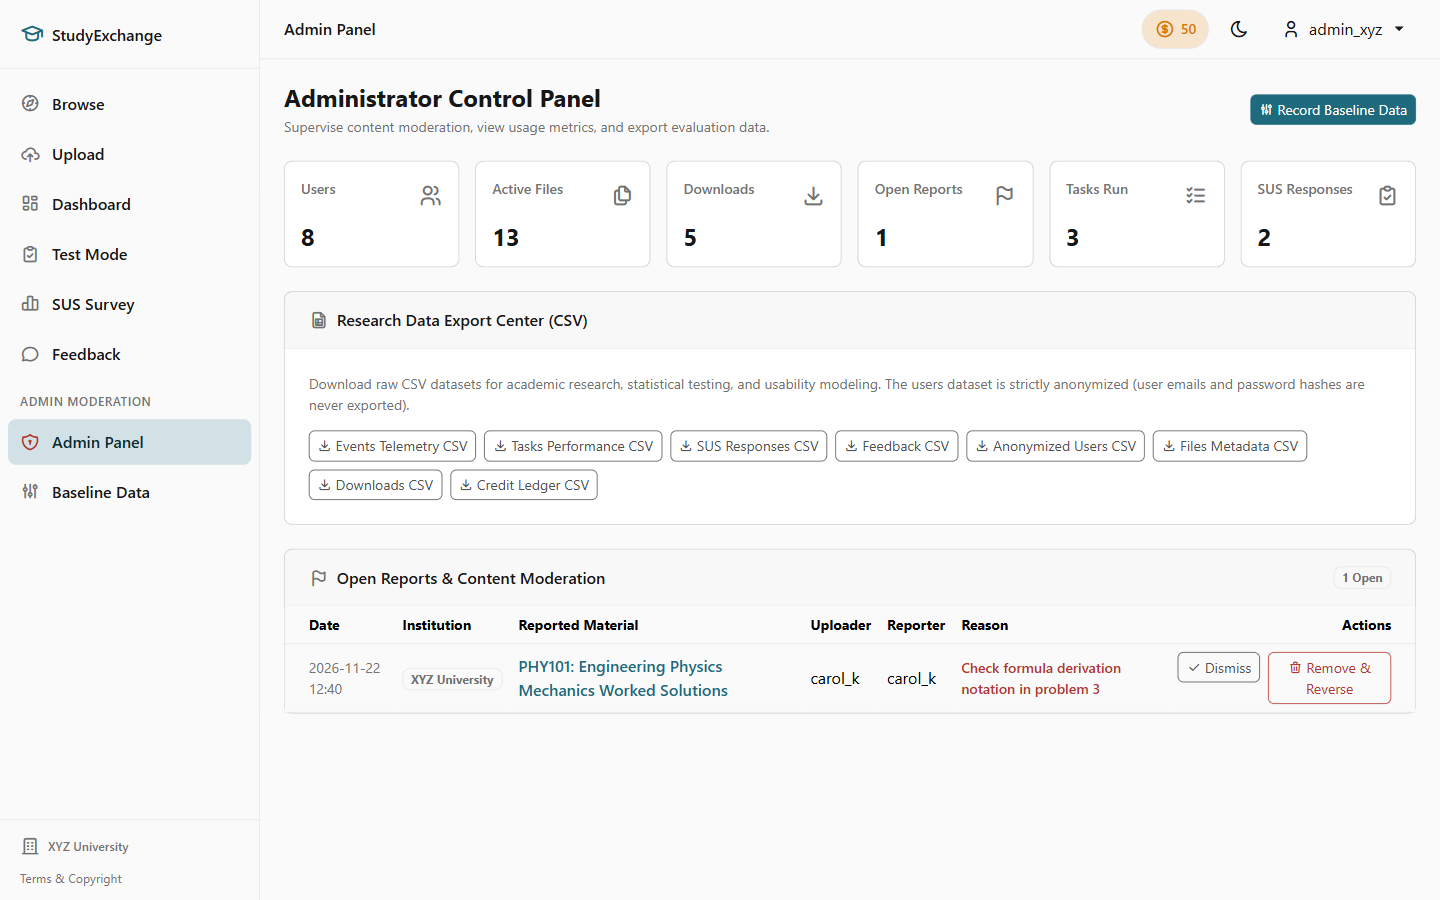 StudyExchange
Admin Panel
50
admin_xyz
Browse
Upload
Dashboard
Test Mode
SUS Survey
Feedback
ADMIN MODERATION
Admin Panel
Baseline Data
XYZ University
Terms & Copyright
Administrator Control Panel
Supervise content moderation, view usage metrics, and export evaluation data.
Record Baseline Data
Users
8
Active Files
13
Downloads
5
Open Reports
1
Tasks Run
3
SUS Responses
2
Research Data Export Center (CSV)
Download raw CSV datasets for academic research, statistical testing, and usability modeling. The users dataset is strictly anonymized (user emails and password hashes are
never exported).
Events Telemetry CSV
Tasks Performance CSV
SUS Responses CSV
Feedback CSV
Anonymized Users CSV
Files Metadata CSV
Downloads CSV
Credit Ledger CSV
Open Reports & Content Moderation
1 Open
Date Institution Reported Material Uploader Reporter Reason Actions
2026-11-22
12:40
XYZ University
PHY101: Engineering Physics
Mechanics Worked Solutions
carol_k
carol_k
Check formula derivation
notation in problem 3
Dismiss
Remove &
Reverse